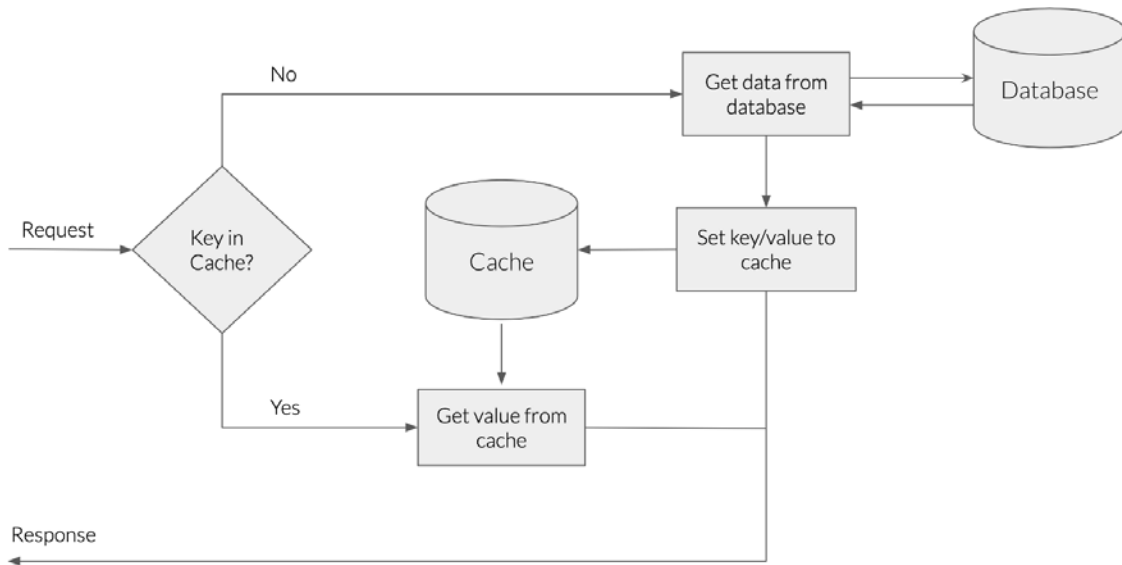 No
Get data from
database
Database
Request
Key in
Cache?
Cache
Set key/value to
cache
Yes
Get value from
cache
Response